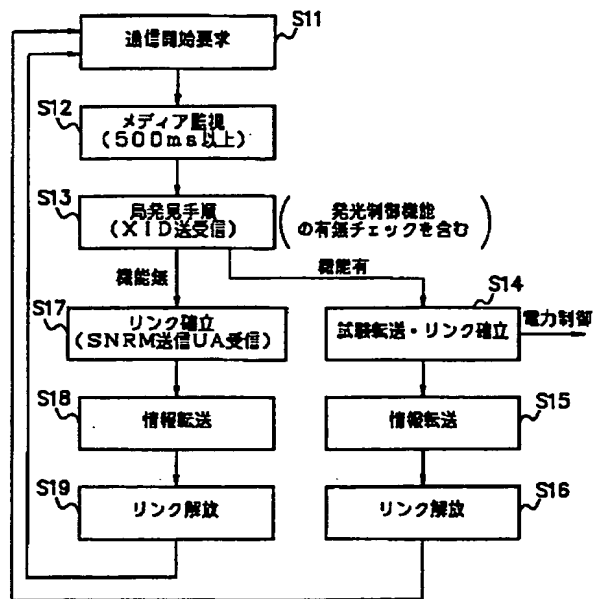 S11
通信開始要求
S12
メディア監視
(500ms以上)
S13
局発見手順
(XID送受信)
発光制御機能
の有無チェックを含む
機能無
機能有
S17
リンク確立
(SNRM送信UA受信)
S14
試験転送・リンク確立
電力制御
S18
情報転送
S15
情報転送
S19
リンク解放
S16
リンク解放